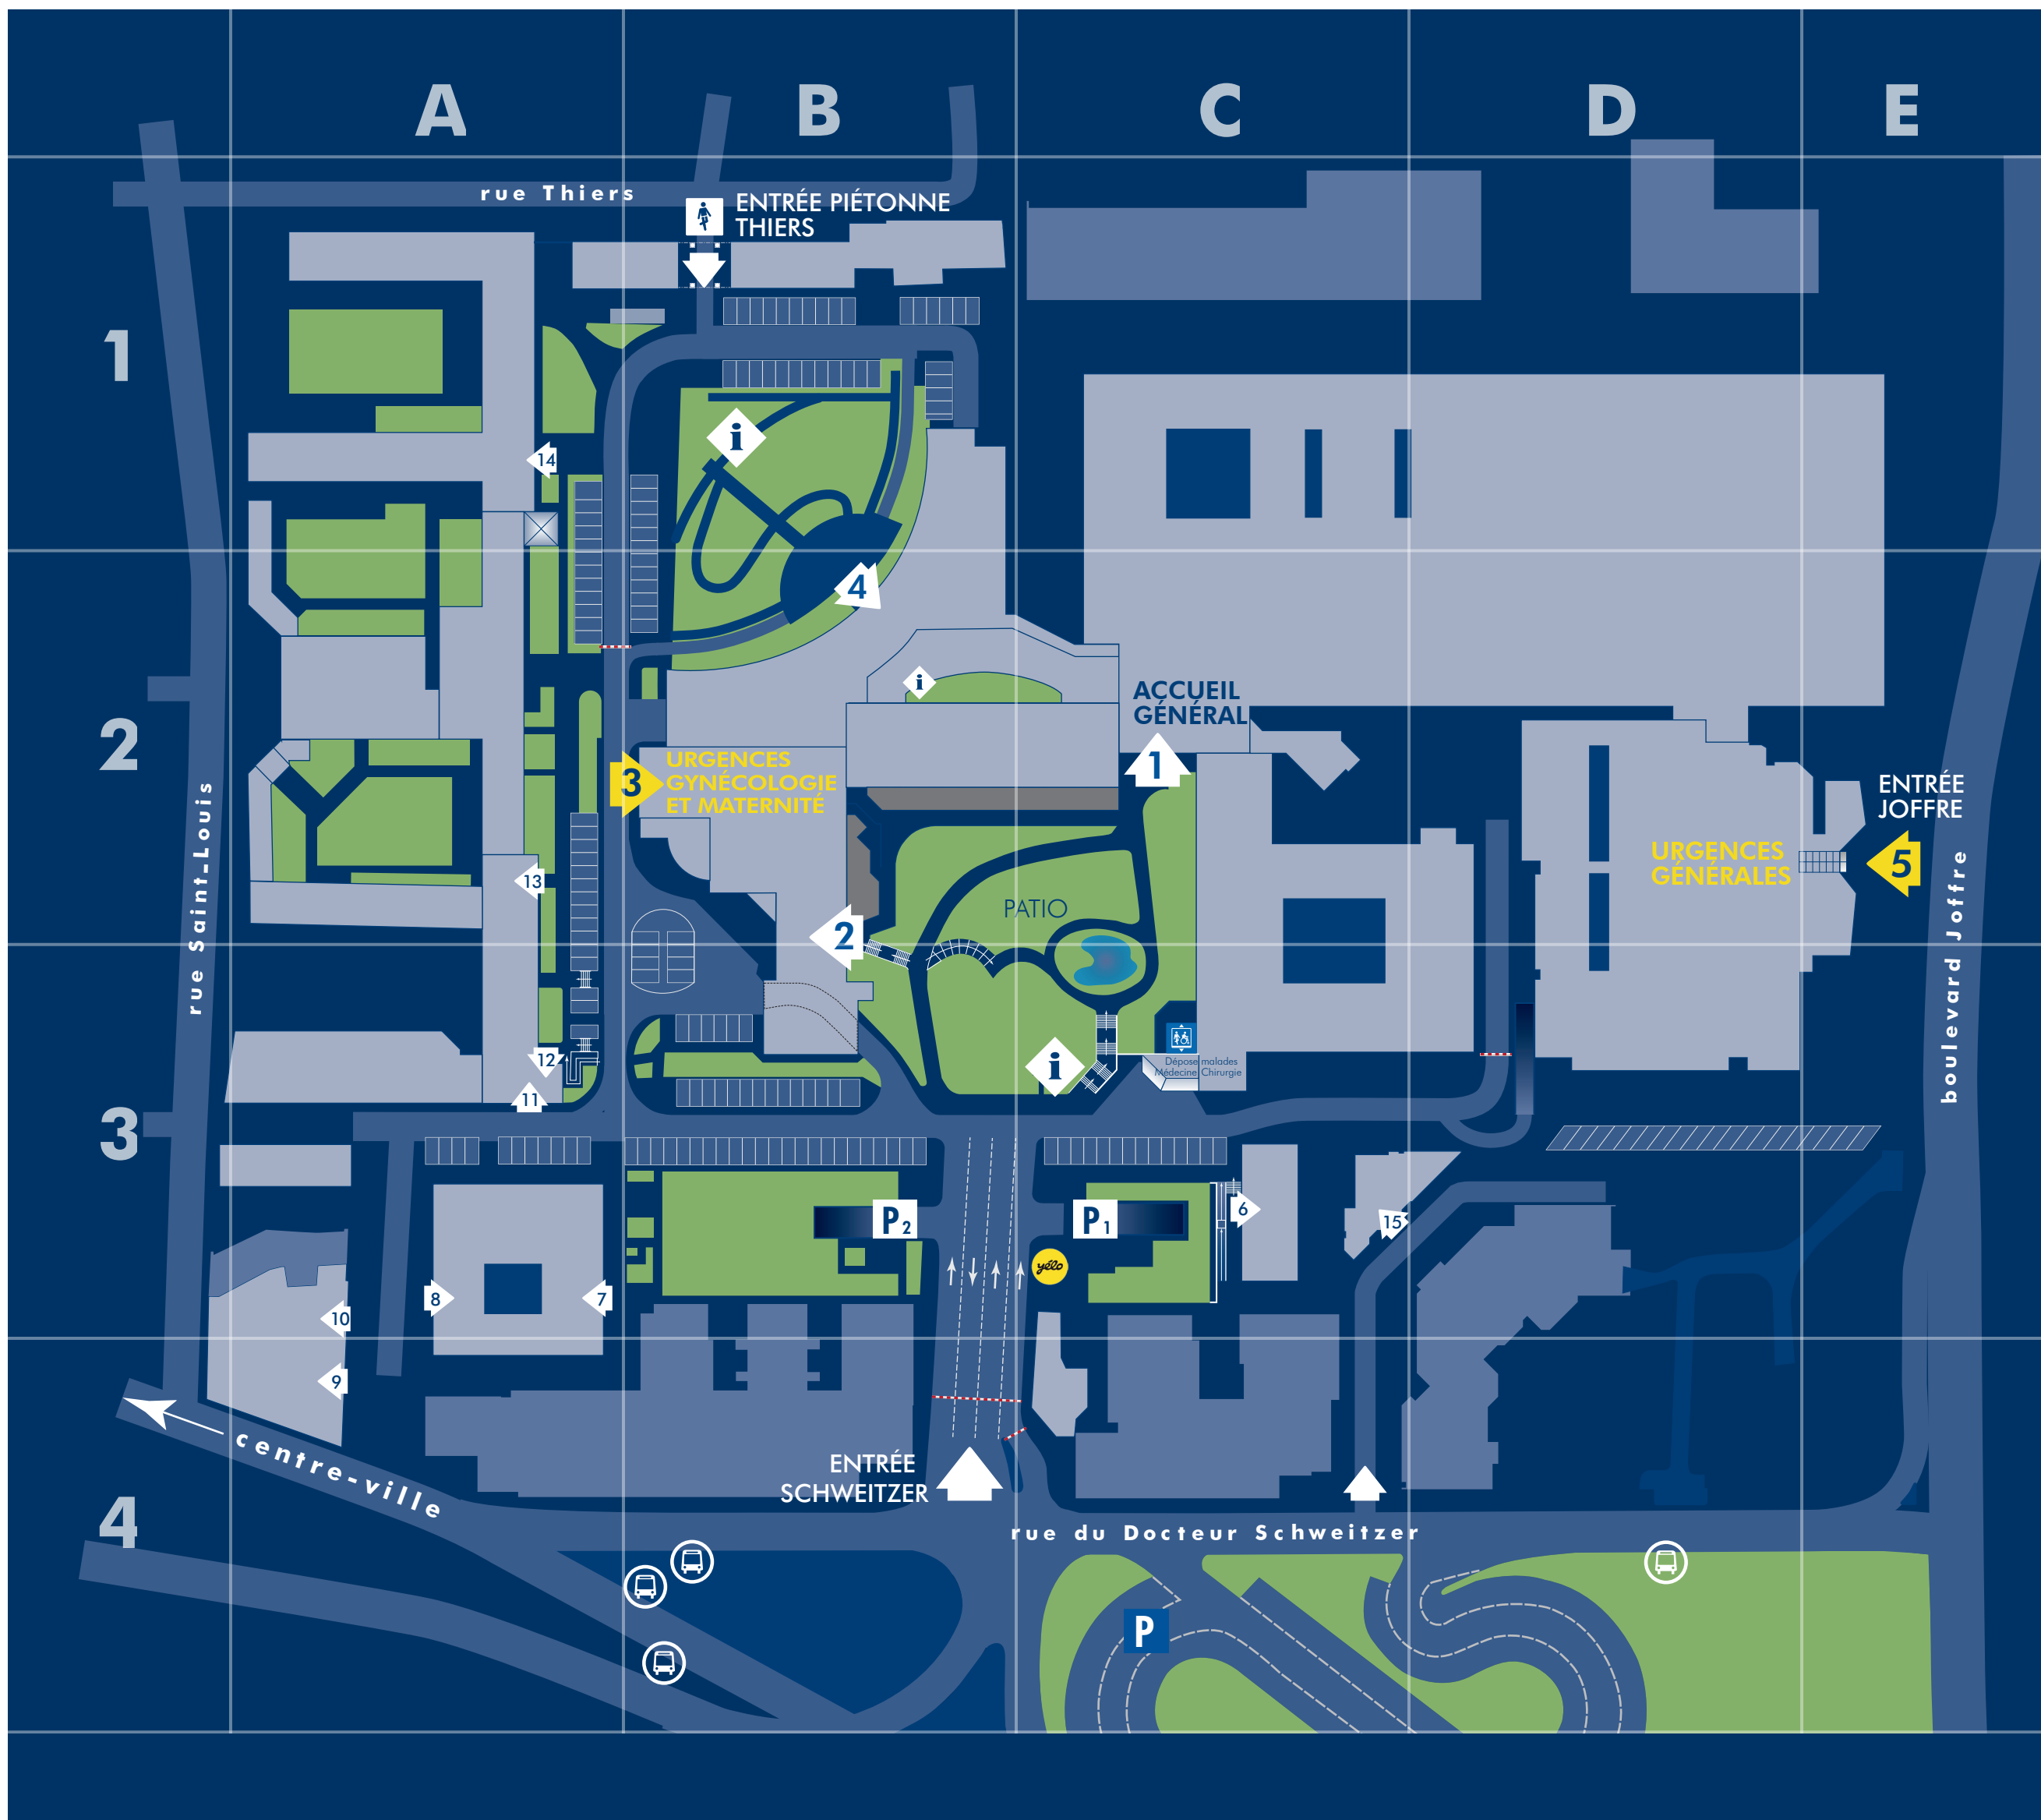 A
B
C
D
E
rue Thiers
ENTRÉE PIÉTONNE
THIERS
1
i
14
4
i
ACCUEIL
GÉNÉRAL
1
2
URGENCES
GYNÉCOLOGIE
ET MATERNITÉ
3
ENTRÉE
JOFFRE
URGENCES
GÉNÉRALES
5
rue Saint-Louis
13
PATIO
2
boulevard Joffre
12
i
Dépose malades
Médecine Chirurgie
11
3
P2
P1
6
15
yélo
8
7
10
9
centre-ville
ENTRÉE
SCHWEITZER
4
rue du Docteur Schweitzer
P